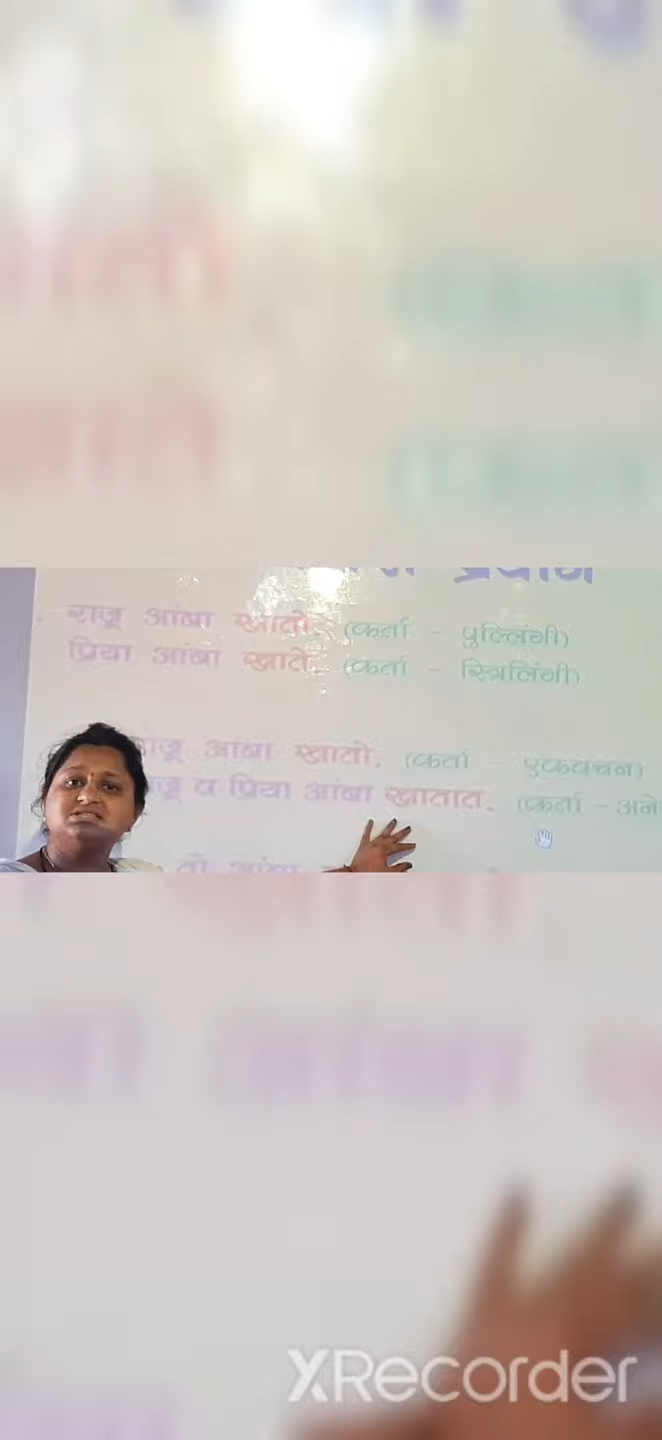 प्रयोग
राजू आंबा खातो. (कर्ता - पुल्लिंगी)
प्रिया आंबा खाते. (कर्ता - स्त्रिलिंगी)
राजू आंबा खातो. (कर्ता - एकवचन)
राजू व प्रिया आंबा खातात. (कर्ता - अने
तो आंबा
XRecorder